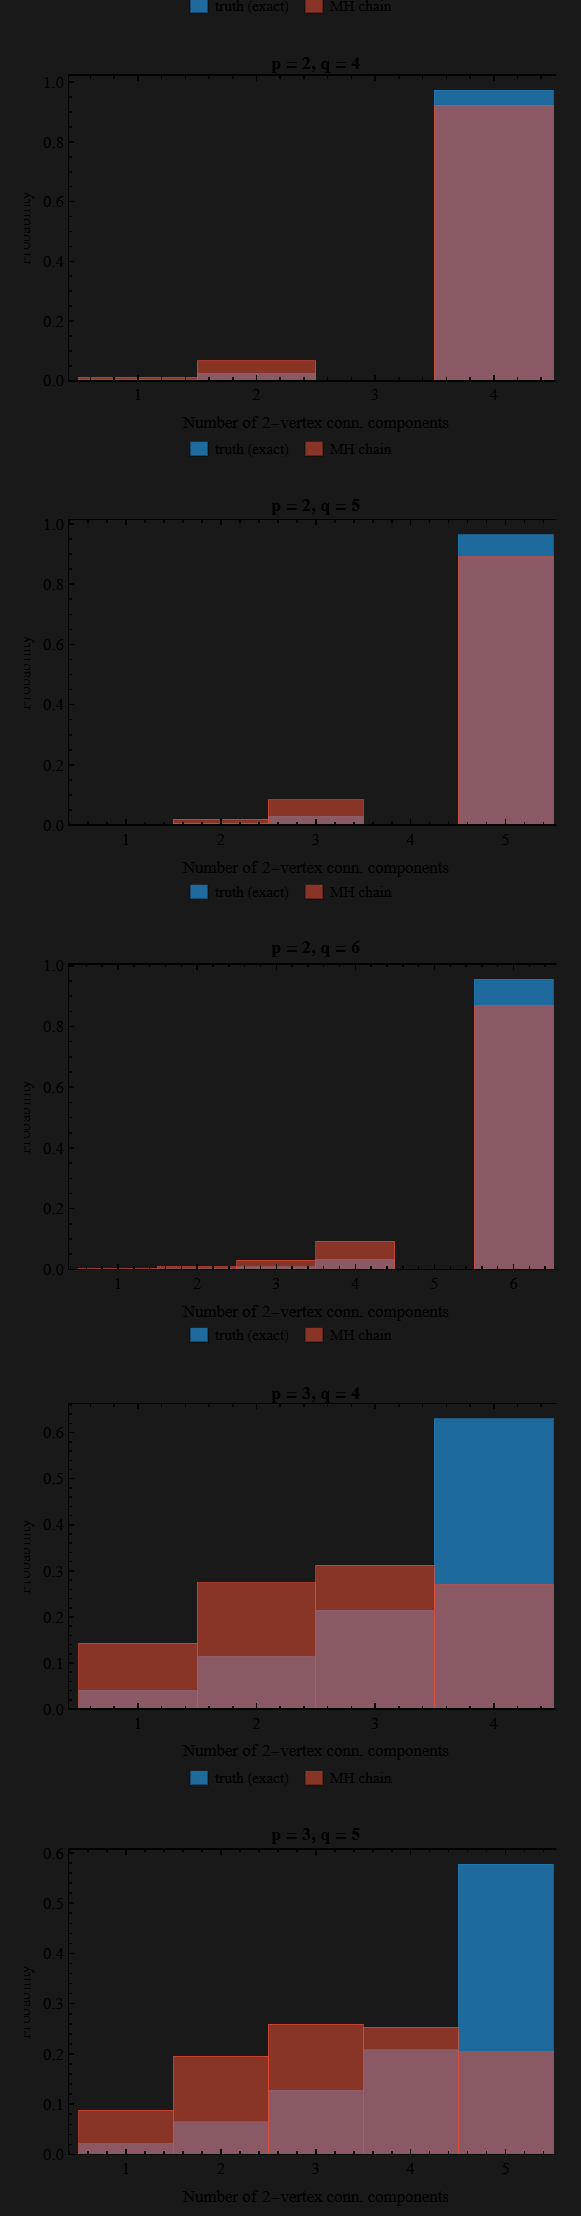 truth (exact) MH chain
p = 2, q = 4
1.0
0.8
0.6
0.4
0.2
0.0
Probability
1 2 3 4
Number of 2-vertex conn. components
truth (exact) MH chain
p = 2, q = 5
1.0
0.8
0.6
0.4
0.2
0.0
Probability
1 2 3 4 5
Number of 2-vertex conn. components
truth (exact) MH chain
p = 2, q = 6
1.0
0.8
0.6
0.4
0.2
0.0
Probability
1 2 3 4 5 6
Number of 2-vertex conn. components
truth (exact) MH chain
p = 3, q = 4
0.6
0.5
0.4
0.3
0.2
0.1
0.0
Probability
1 2 3 4
Number of 2-vertex conn. components
truth (exact) MH chain
p = 3, q = 5
0.6
0.5
0.4
0.3
0.2
0.1
0.0
Probability
1 2 3 4 5
Number of 2-vertex conn. components